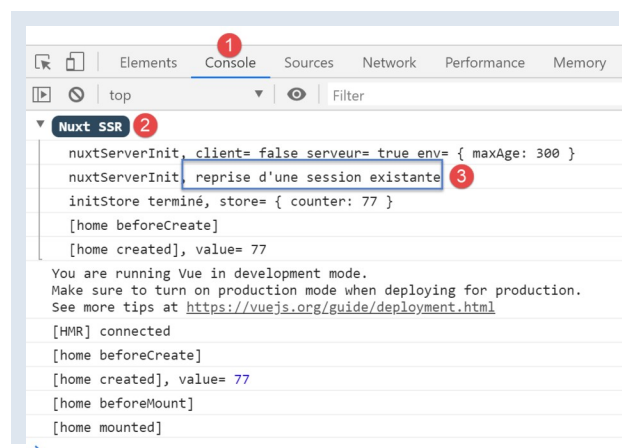 1
Elements Console Sources Network Performance Memory
top Filter
Nuxt SSR 2
nuxtServerInit, client= false serveur= true env= { maxAge: 300 }
nuxtServerInit, reprise d'une session existante 3
initStore terminé, store= { counter: 77 }
[home beforeCreate]
[home created], value= 77
You are running Vue in development mode.
Make sure to turn on production mode when deploying for production.
See more tips at https://vuejs.org/guide/deployment.html
[HMR] connected
[home beforeCreate]
[home created], value= 77
[home beforeMount]
[home mounted]